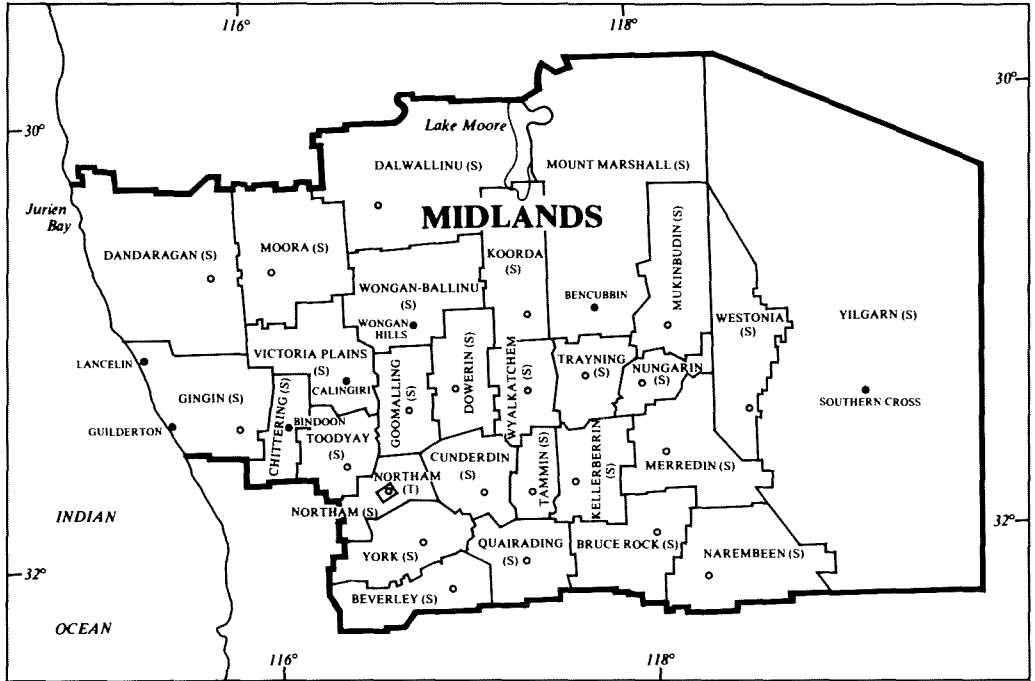 116°
118°
30°
30°
Lake Moore
DALWALLINU (S)
MOUNT MARSHALL (S)
Jurien
Bay
MIDLANDS
DANDARAGAN (S)
MOORA (S)
KOORDA
(S)
MUKINBUDIN (S)
WONGAN-BALLINU
(S)
BENCUBBIN
WONGAN
HILLS
WESTONIA
(S)
YILGARN (S)
LANCELIN
VICTORIA PLAINS
(S)
CALINGIRI
GOOMALLING
(S)
DOWERIN (S)
WYALKATCHEM
(S)
TRAYNING
(S)
NUNGARIN
(S)
SOUTHERN CROSS
GINGIN (S)
GUILDERTON
CHITTERING (S)
BINDOON
TOODYAY
(S)
CUNDERDIN
(S)
TAMMIN (S)
KELLERBERRIN
(S)
MERREDIN (S)
NORTHAM
(T)
NORTHAM (S)
INDIAN
32°
YORK (S)
QUAIRADING
(S)
BRUCE ROCK (S)
NAREMBEEN (S)
32°
BEVERLEY (S)
OCEAN
116°
118°